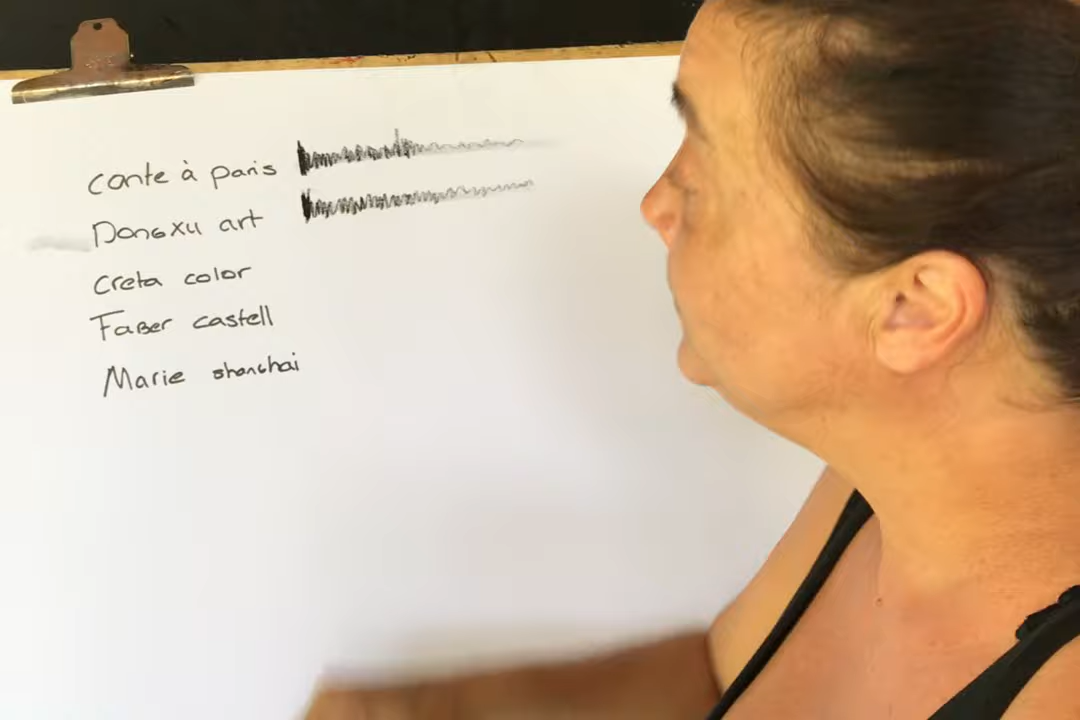 conte à paris
Dongxu art
creta color
Faber castell
Marie shanghai